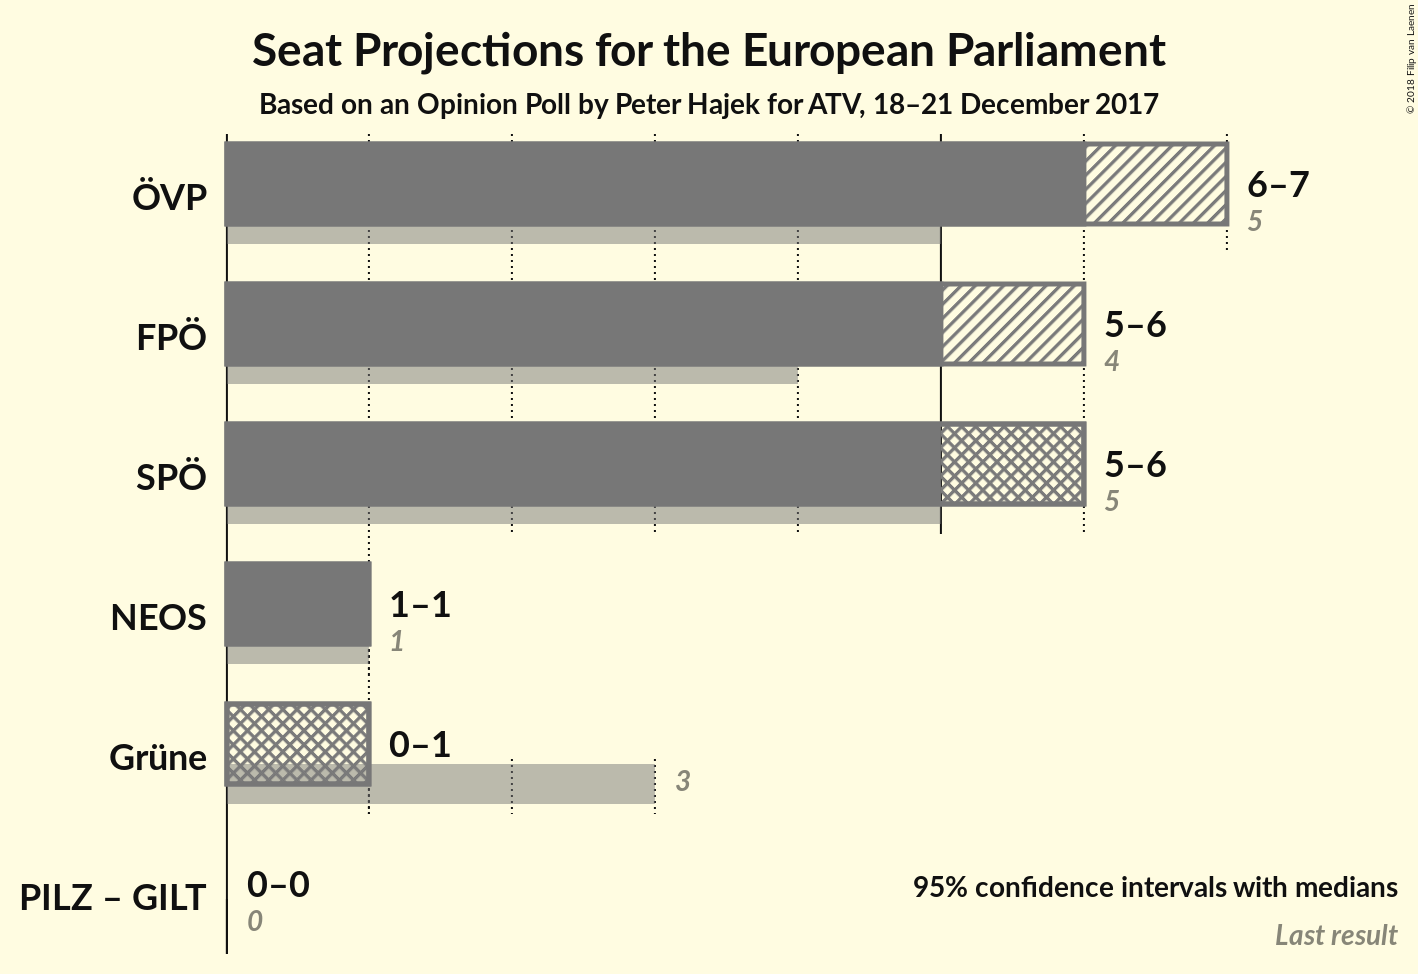 Seat Projections for the European Parliament
Based on an Opinion Poll by Peter Hajek for ATV, 18–21 December 2017
© 2018 Filip van Laenen
ÖVP
6–7
5
FPÖ
5–6
4
SPÖ
5–6
5
NEOS
1–1
1
Grüne
0–1
3
PILZ – GILT
0–0
0
95% confidence intervals with medians
Last result